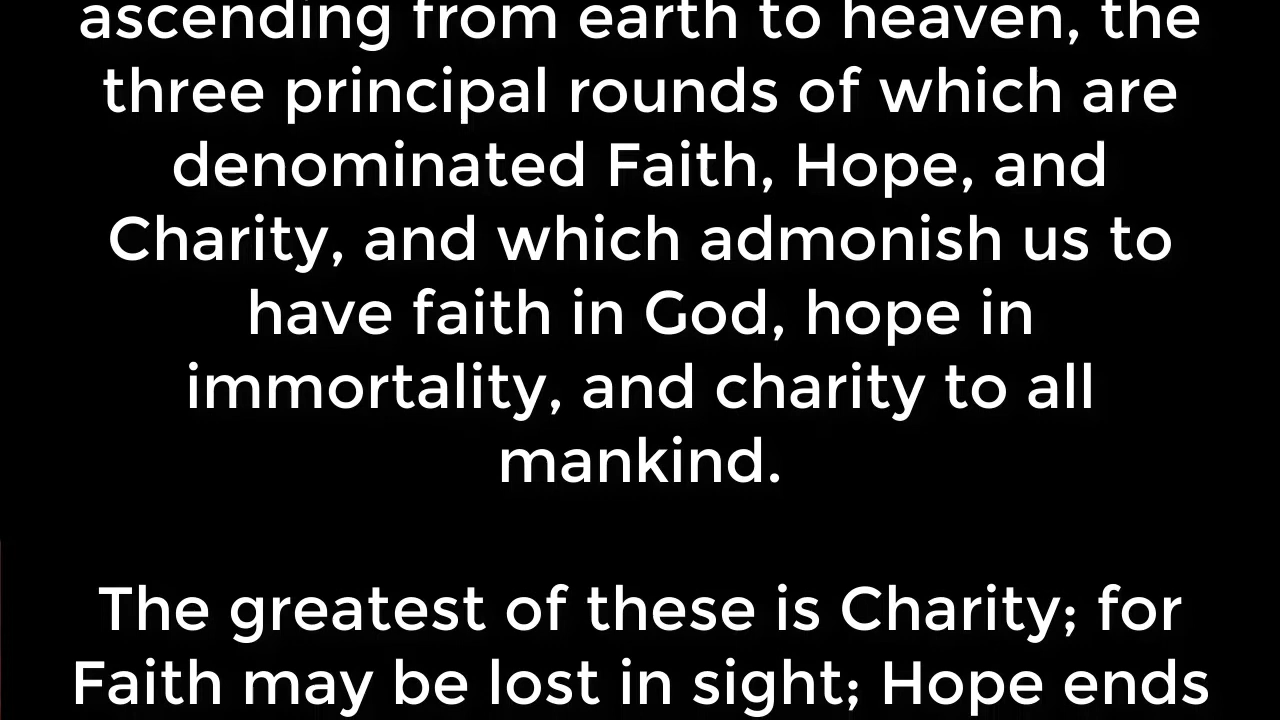 ascending from earth to heaven, the
three principal rounds of which are
denominated Faith, Hope, and
Charity, and which admonish us to
have faith in God, hope in
immortality, and charity to all
mankind.
The greatest of these is Charity; for
Faith may be lost in sight; Hope ends